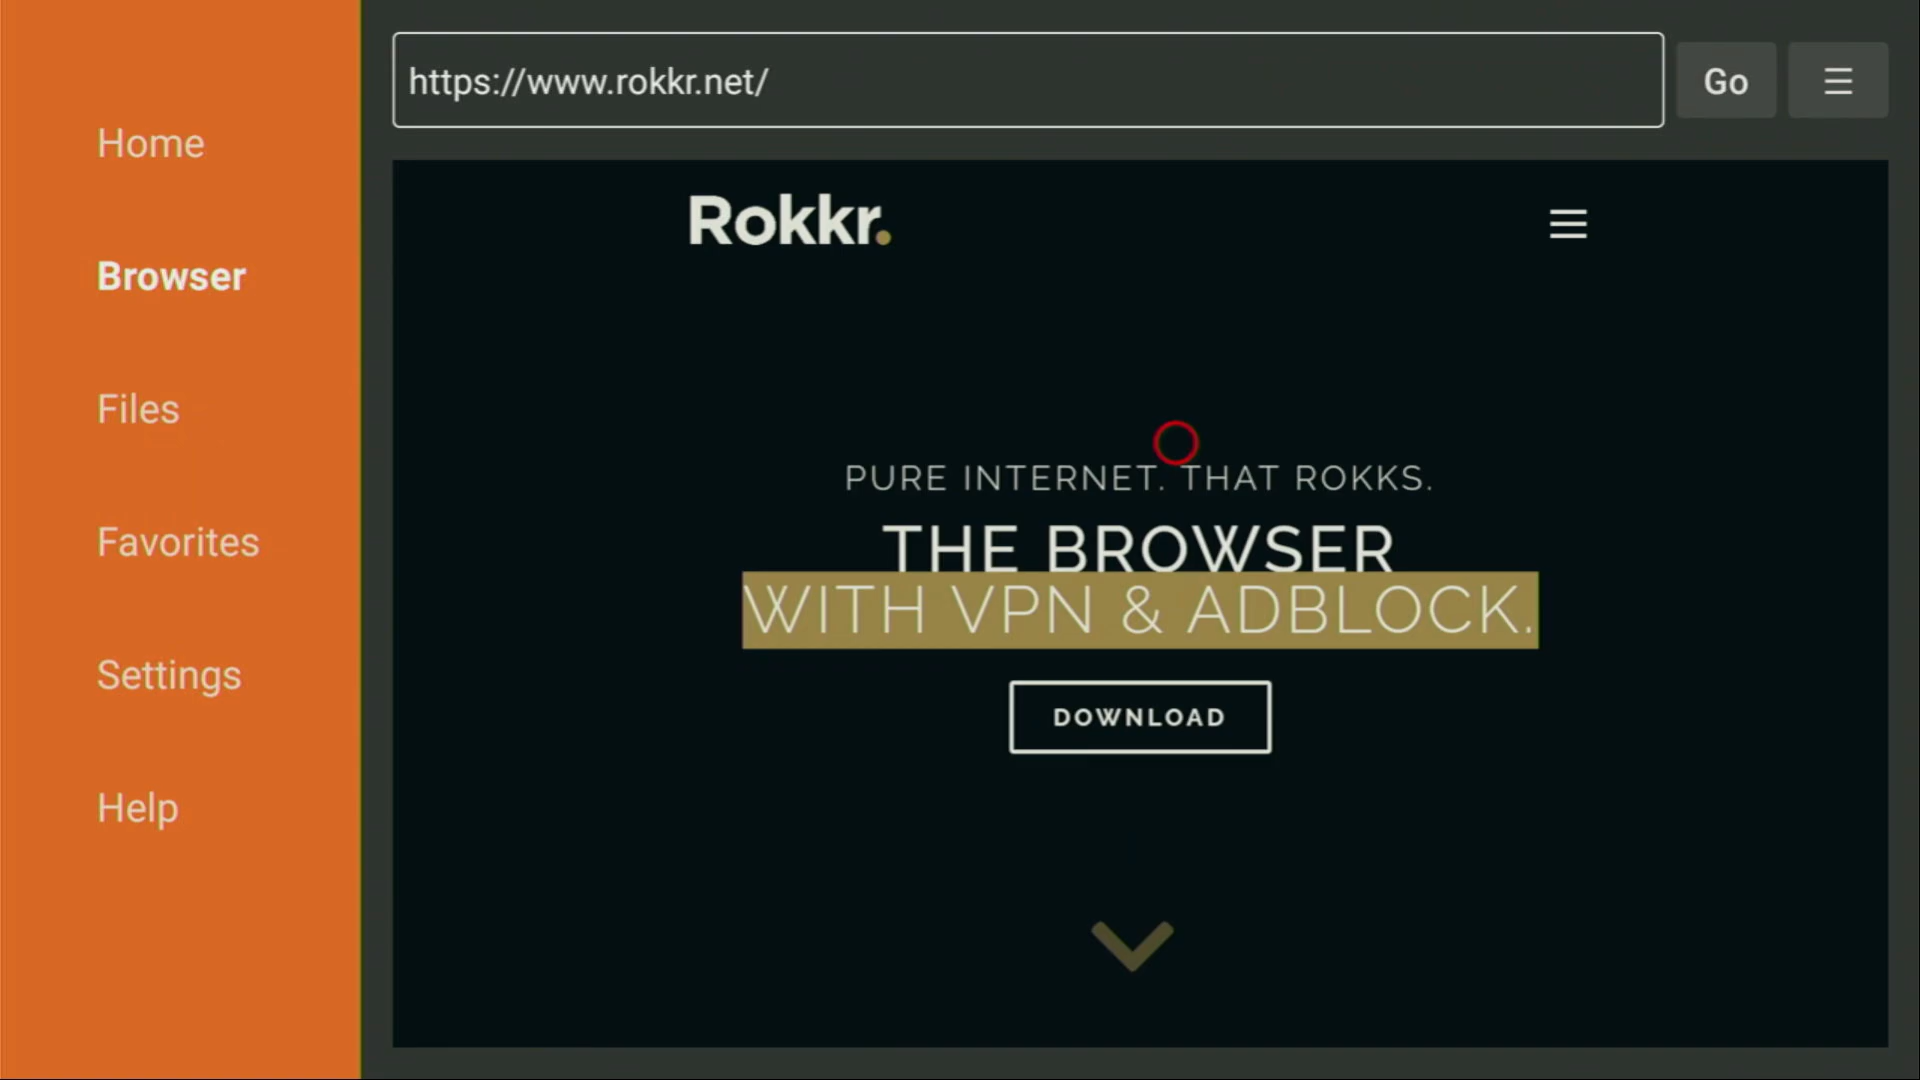 https://www.rokkr.net/
Go
Home
Browser
Files
Favorites
Settings
Help
Rokkr.
PURE INTERNET. THAT ROKKS.
THE BROWSER
WITH VPN & ADBLOCK.
DOWNLOAD